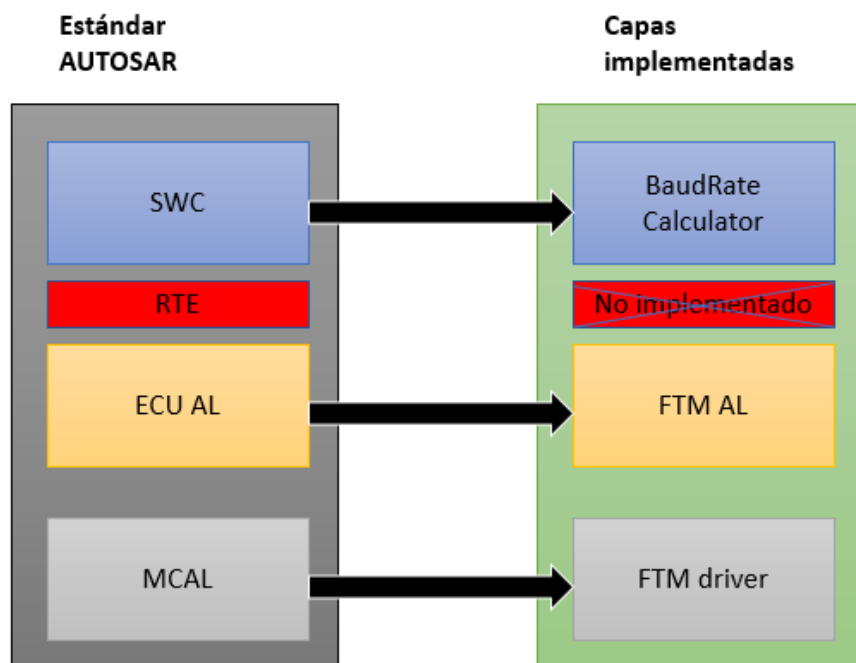 Estándar
AUTOSAR
Capas
implementadas
SWC
BaudRate
Calculator
RTE
No implementado
ECU AL
FTM AL
MCAL
FTM driver